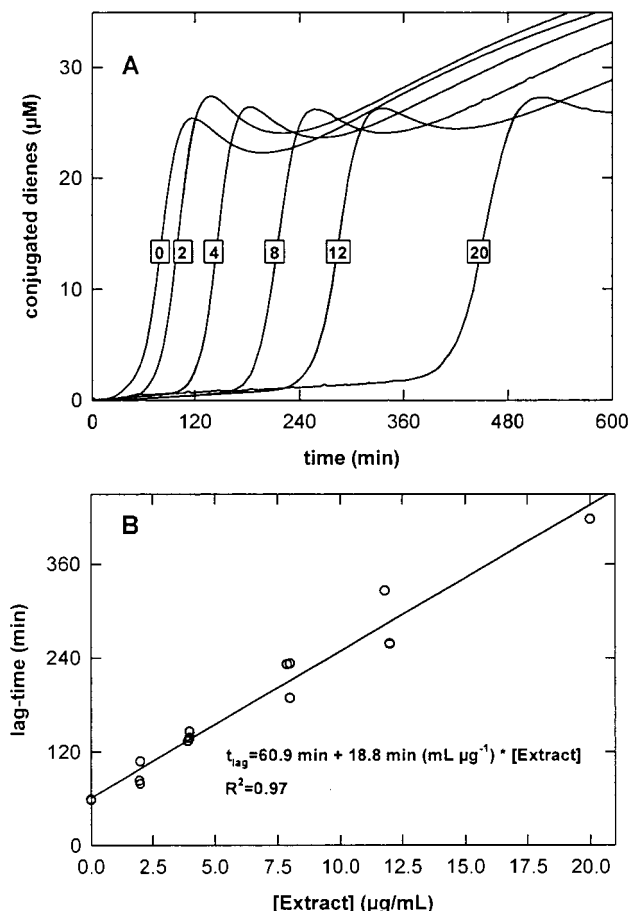 A
conjugated dienes (µM)
30
20
10
0
0 2 4 8 12 20
0 120 240 360 480 600
time (min)
B
lag-time (min)
360
240
120
0
t_lag=60.9 min + 18.8 min (mL µg⁻¹) * [Extract]
R²=0.97
0.0 2.5 5.0 7.5 10.0 12.5 15.0 17.5 20.0
[Extract] (µg/mL)